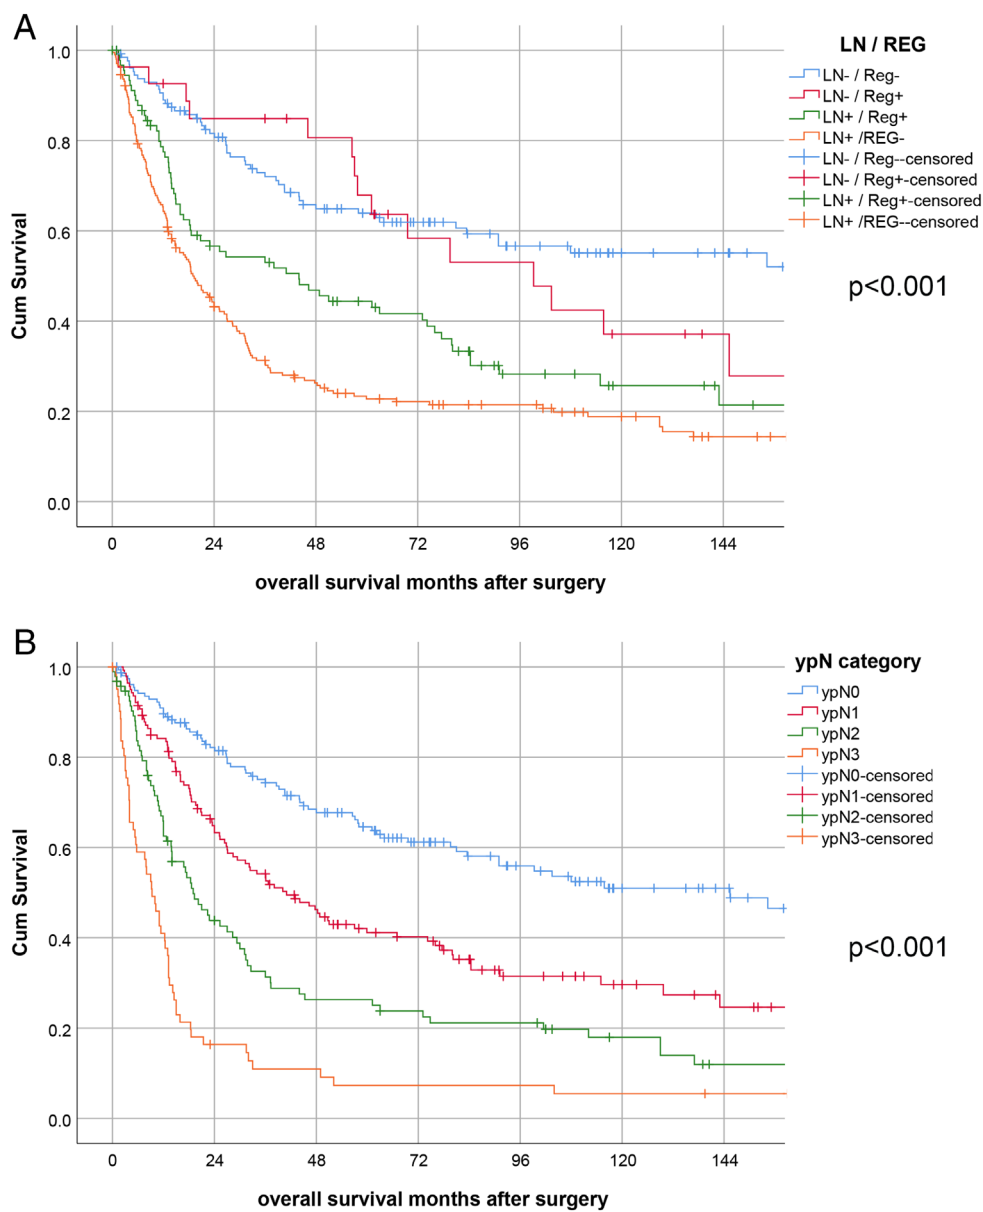 A
LN / REG
LN- / Reg-
LN- / Reg+
LN+ / Reg+
LN+ /REG-
LN- / Reg--censored
LN- / Reg+-censored
LN+ / Reg+-censored
LN+ /REG--censored
p<0.001
Cum Survival
1.0
0.8
0.6
0.4
0.2
0.0
0 24 48 72 96 120 144
overall survival months after surgery
B
ypN category
ypN0
ypN1
ypN2
ypN3
ypN0-censored
ypN1-censored
ypN2-censored
ypN3-censored
p<0.001
Cum Survival
1.0
0.8
0.6
0.4
0.2
0.0
0 24 48 72 96 120 144
overall survival months after surgery